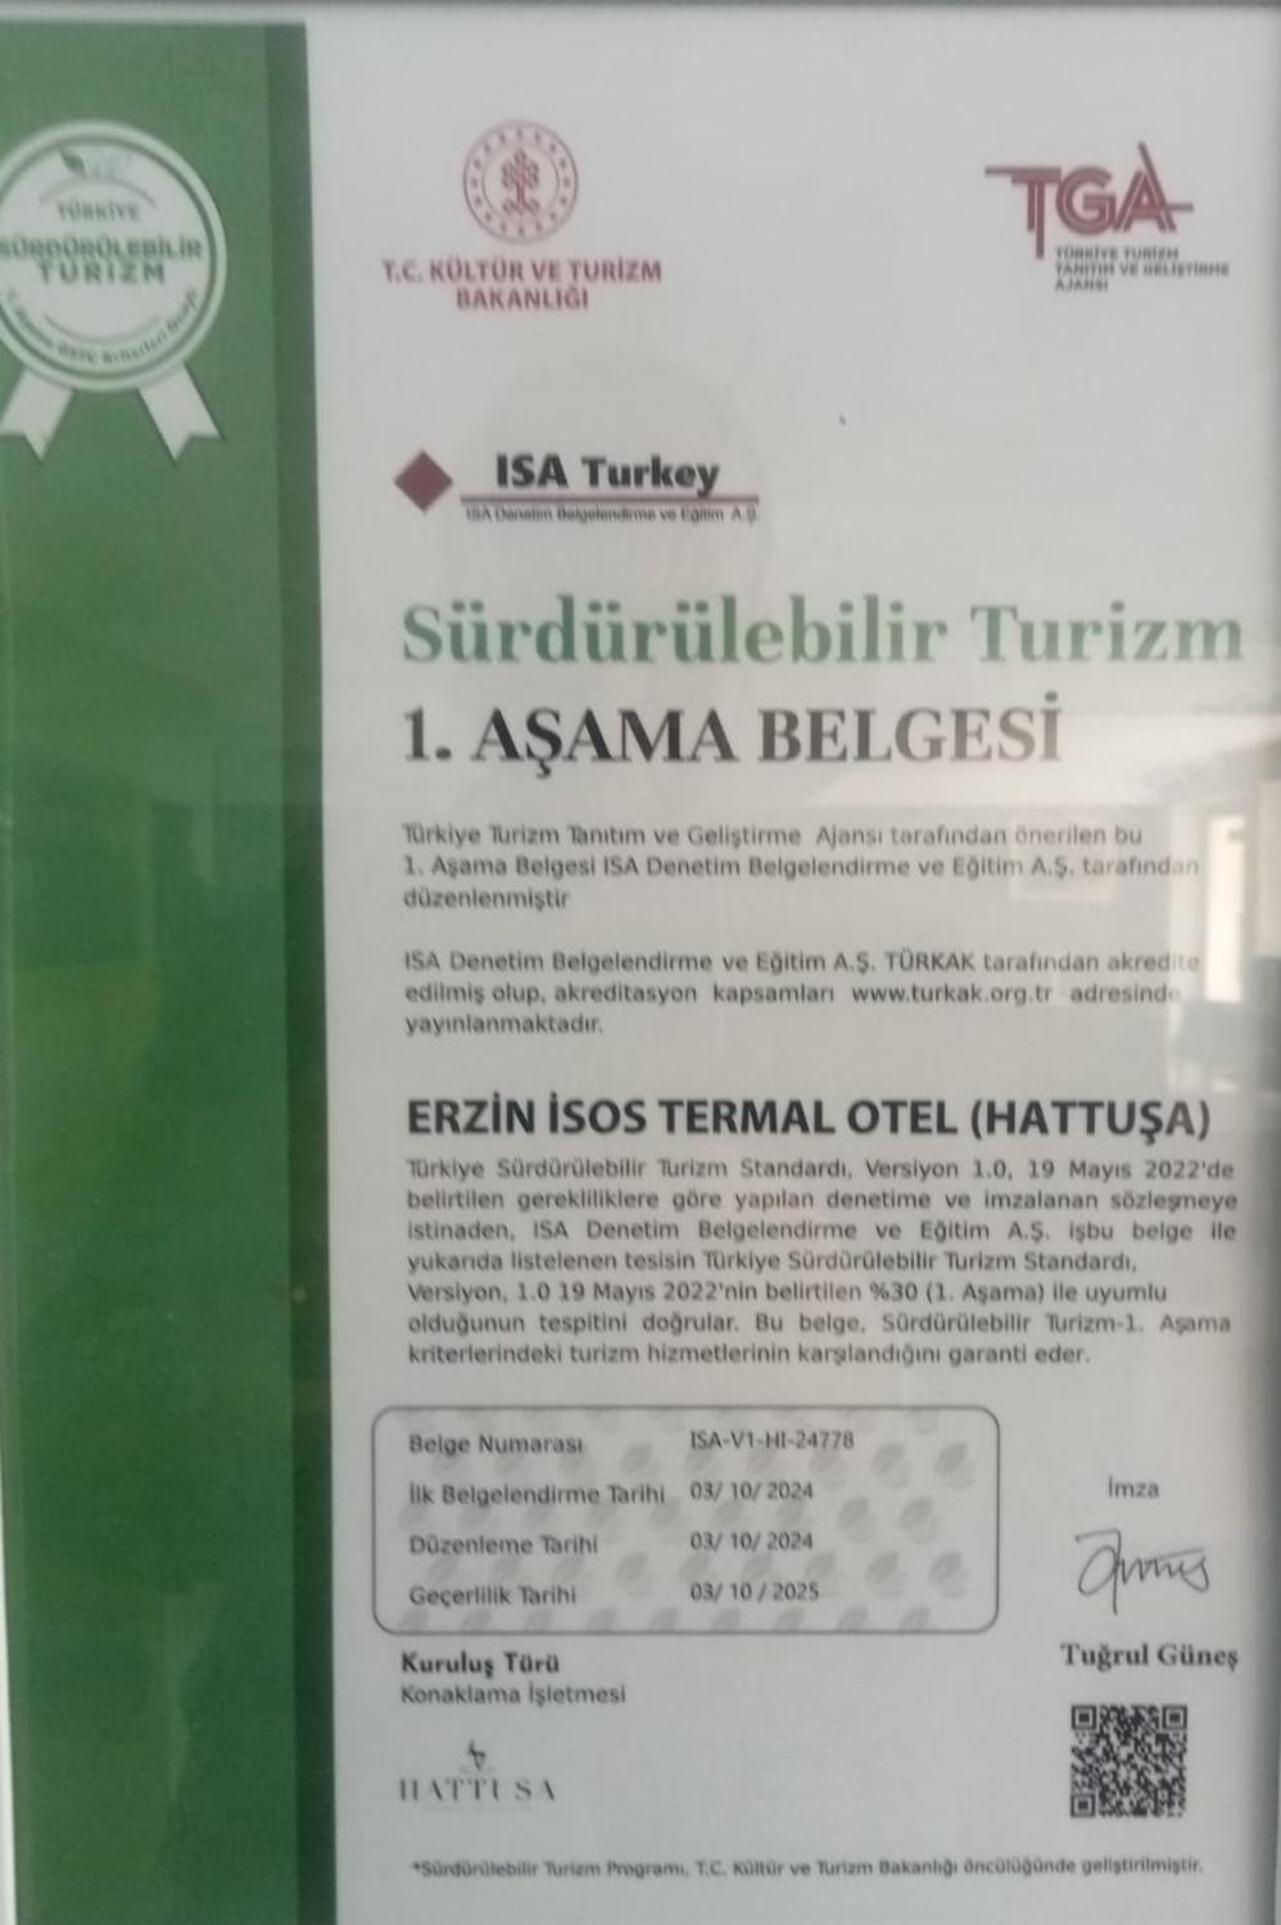 TÜRKİYE
SÜRDÜRÜLEBİLİR
TURİZM
T.C. KÜLTÜR VE TURİZM
BAKANLIĞI
TGA
TÜRKİYE TURİZM
TANITIM VE GELİŞTİRME
AJANSI
ISA Turkey
ISA Denetim Belgelendirme ve Eğitim A.Ş.
Sürdürülebilir Turizm
1. AŞAMA BELGESİ
Türkiye Turizm Tanıtım ve Geliştirme Ajansı tarafından önerilen bu
1. Aşama Belgesi ISA Denetim Belgelendirme ve Eğitim A.Ş. tarafından
düzenlenmiştir
ISA Denetim Belgelendirme ve Eğitim A.Ş. TÜRKAK tarafından akredite
edilmiş olup, akreditasyon kapsamları www.turkak.org.tr adresinde
yayınlanmaktadır.
ERZİN İSOS TERMAL OTEL (HATTUŞA)
Türkiye Sürdürülebilir Turizm Standardı, Versiyon 1.0, 19 Mayıs 2022'de
belirtilen gerekliliklere göre yapılan denetime ve imzalanan sözleşmeye
istinaden, ISA Denetim Belgelendirme ve Eğitim A.Ş. işbu belge ile
yukarıda listelenen tesisin Türkiye Sürdürülebilir Turizm Standardı,
Versiyon, 1.0 19 Mayıs 2022'nin belirtilen %30 (1. Aşama) ile uyumlu
olduğunun tespitini doğrular. Bu belge, Sürdürülebilir Turizm-1. Aşama
kriterlerindeki turizm hizmetlerinin karşılandığını garanti eder.
Belge Numarası ISA-V1-HI-24778
İlk Belgelendirme Tarihi 03/ 10/ 2024
Düzenleme Tarihi 03/ 10/ 2024
Geçerlilik Tarihi 03/ 10 / 2025
İmza
Tuğrul Güneş
Kuruluş Türü
Konaklama İşletmesi
HATTUSA
*Sürdürülebilir Turizm Programı, T.C. Kültür ve Turizm Bakanlığı öncülüğünde geliştirilmiştir.